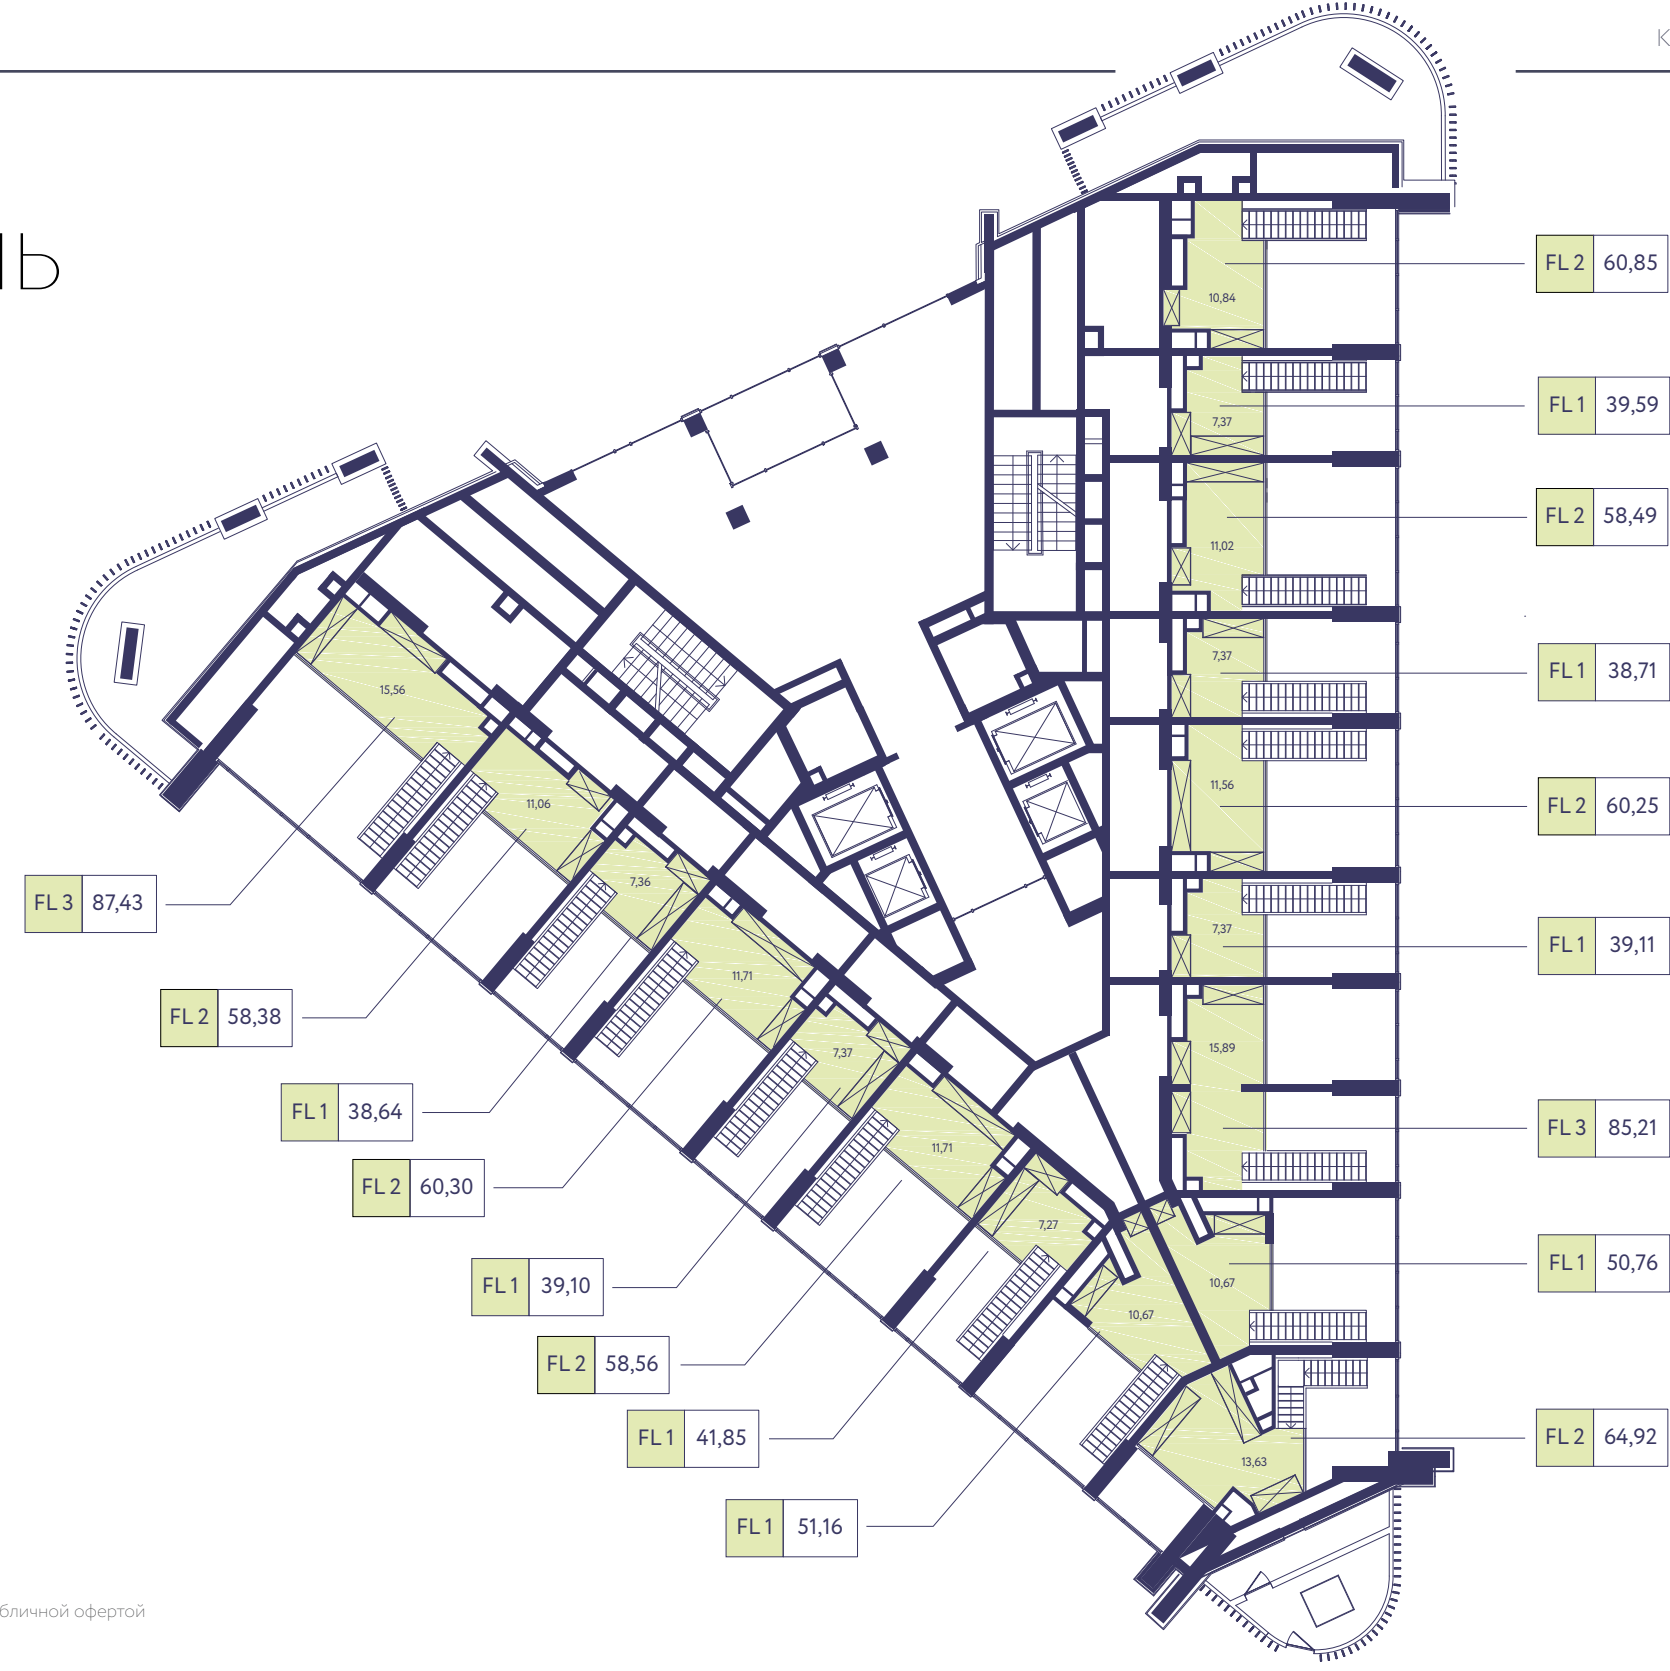 К
ль
FL 2 60,85
10,84
FL 1 39,59
7,37
FL 2 58,49
11,02
FL 1 38,71
7,37
15,56
FL 2 60,25
11,56
11,06
7,36
FL 3 87,43
FL 1 39,11
7,37
11,71
FL 2 58,38
7,37
15,89
FL 1 38,64
FL 3 85,21
11,71
FL 2 60,30
7,27
FL 1 50,76
10,67
10,67
FL 1 39,10
FL 2 58,56
FL 1 41,85
FL 2 64,92
13,63
FL 1 51,16
бличной офертой